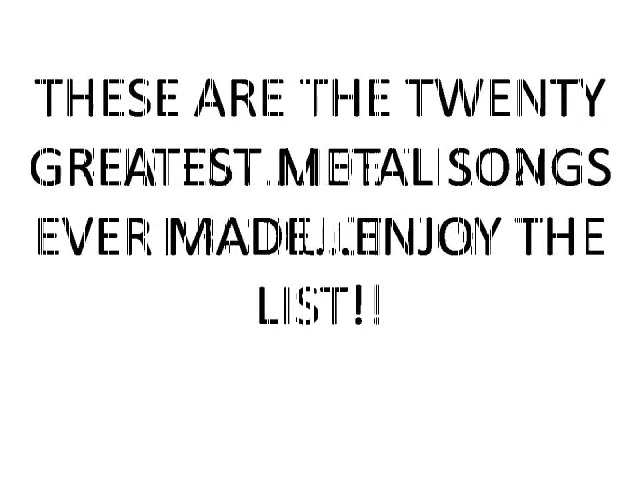 THESE ARE THE TWENTY
GREATEST METAL SONGS
EVER MADE...ENJOY THE
LIST!!